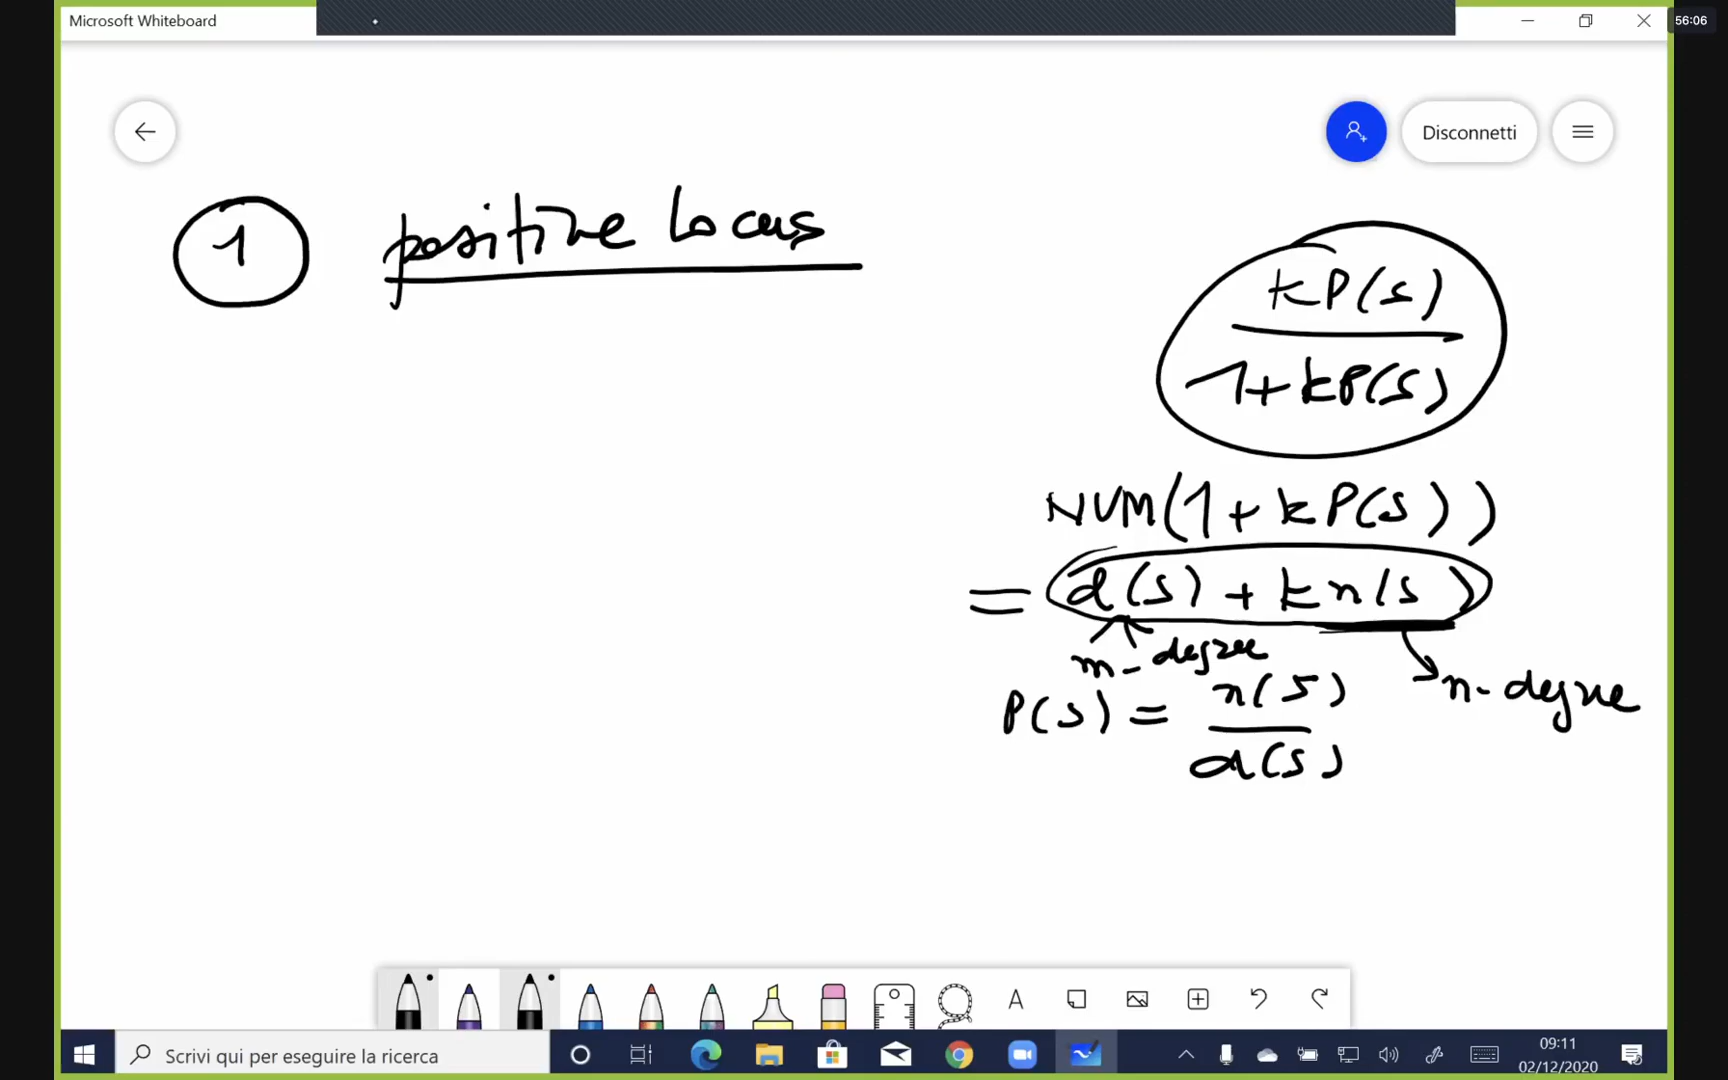 Microsoft Whiteboard
56:06
Disconnetti
1 positive locus
kP(s)
1+kP(s)
NUM(1+kP(s))
= d(s) + kn(s)
m-degree
n-degree
P(s) = n(s)
d(s)
A
Scrivi qui per eseguire la ricerca
09:11
02/12/2020